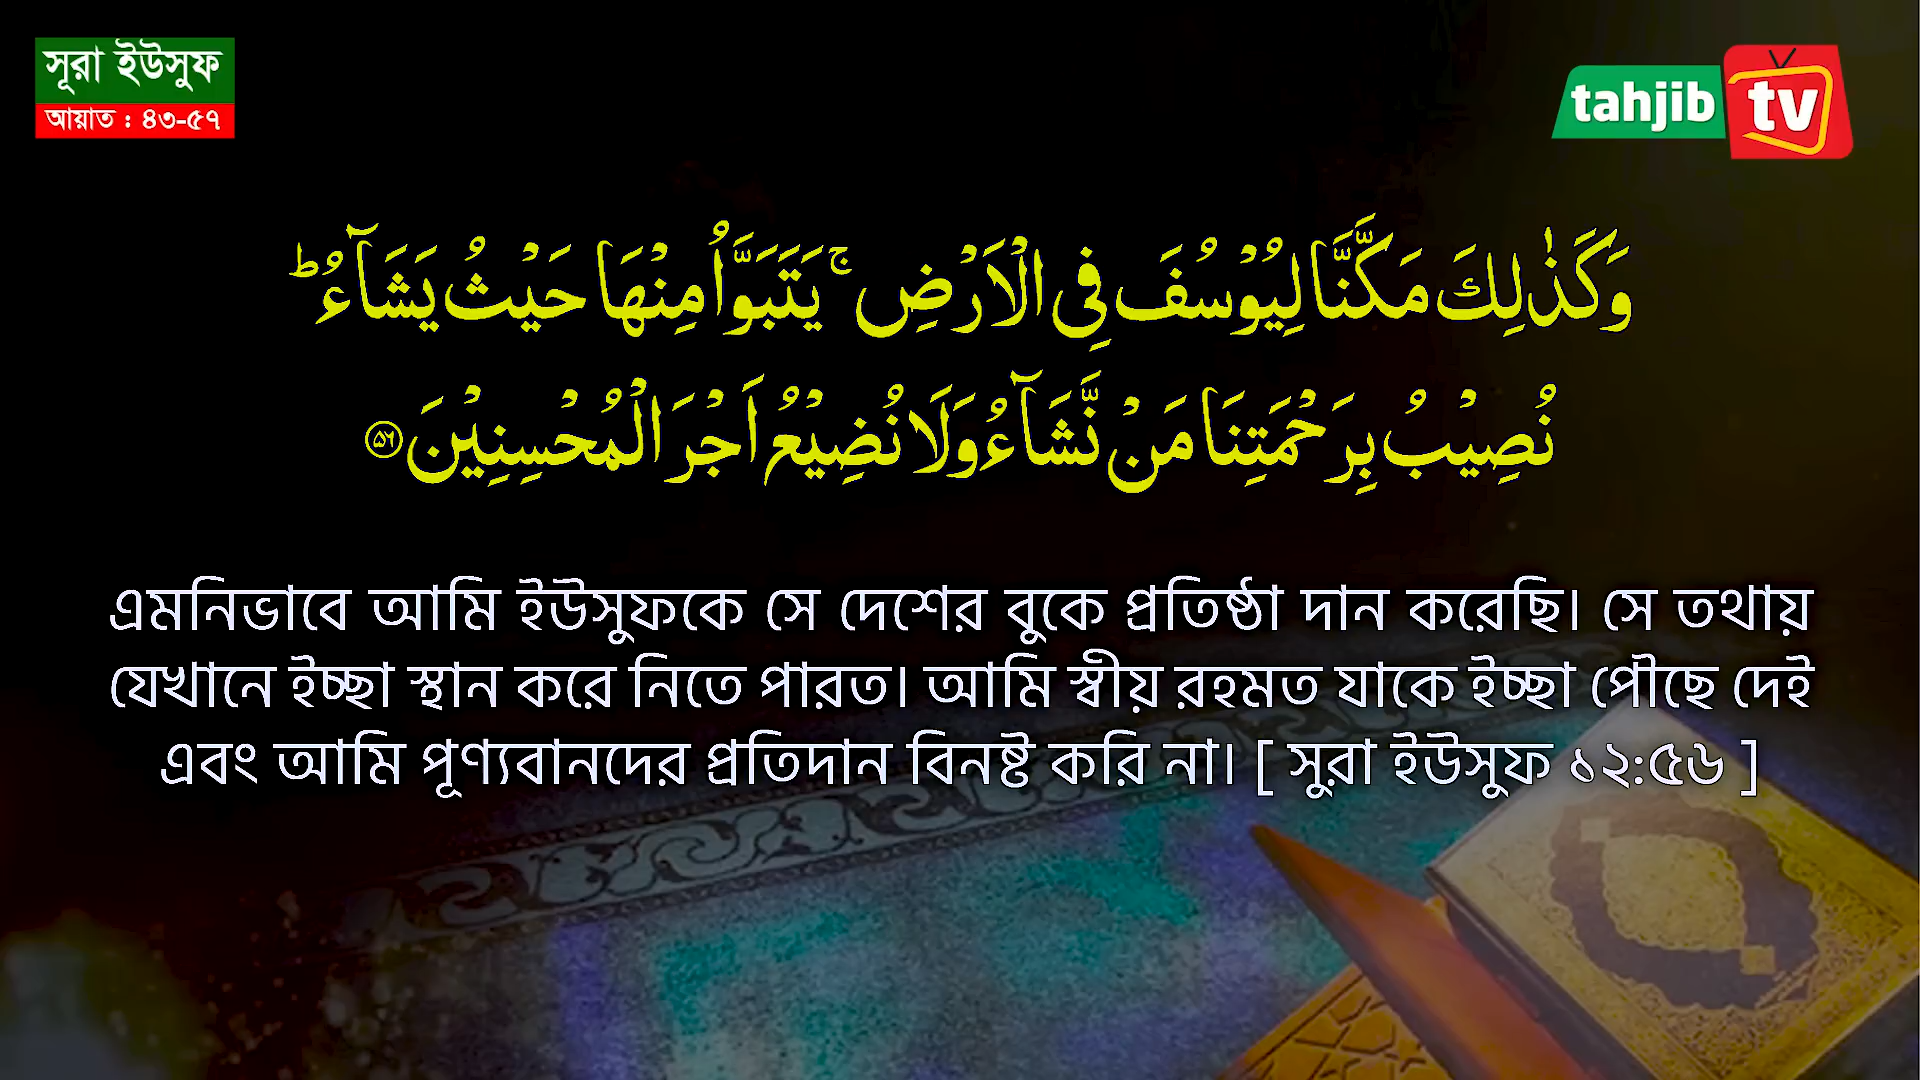 সূরা ইউসুফ
আয়াত : ৪৩-৫৭
tahjib tv
وَكَذٰلِكَ مَكَّنَّا لِيُوْسُفَ فِى الْاَرْضِ ۚ يَتَبَوَّاُ مِنْهَا حَيْثُ يَشَآءُ ؕ
نُصِيْبُ بِرَحْمَتِنَا مَنْ نَّشَآءُ وَلَا نُضِيْعُ اَجْرَ الْمُحْسِنِيْنَ ۵۶
এমনিভাবে আমি ইউসুফকে সে দেশের বুকে প্রতিষ্ঠা দান করেছি। সে তথায়
যেখানে ইচ্ছা স্থান করে নিতে পারত। আমি স্বীয় রহমত যাকে ইচ্ছা পৌছে দেই
এবং আমি পূণ্যবানদের প্রতিদান বিনষ্ট করি না। [ সুরা ইউসুফ ১২:৫৬ ]